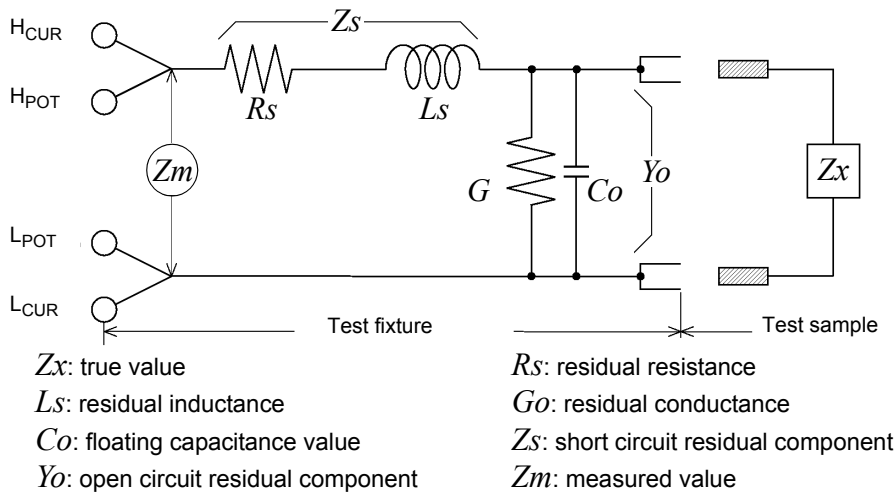 HCUR
Zs
HPOT
Rs
Ls
Zm
G
Co
Yo
Zx
LPOT
LCUR
Test fixture
Test sample
Zx: true value
Rs: residual resistance
Ls: residual inductance
Go: residual conductance
Co: floating capacitance value
Zs: short circuit residual component
Yo: open circuit residual component
Zm: measured value